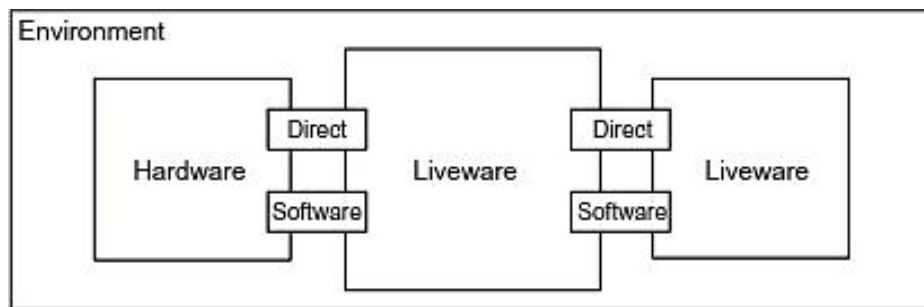 Environment
Direct
Direct
Hardware
Liveware
Liveware
Software
Software